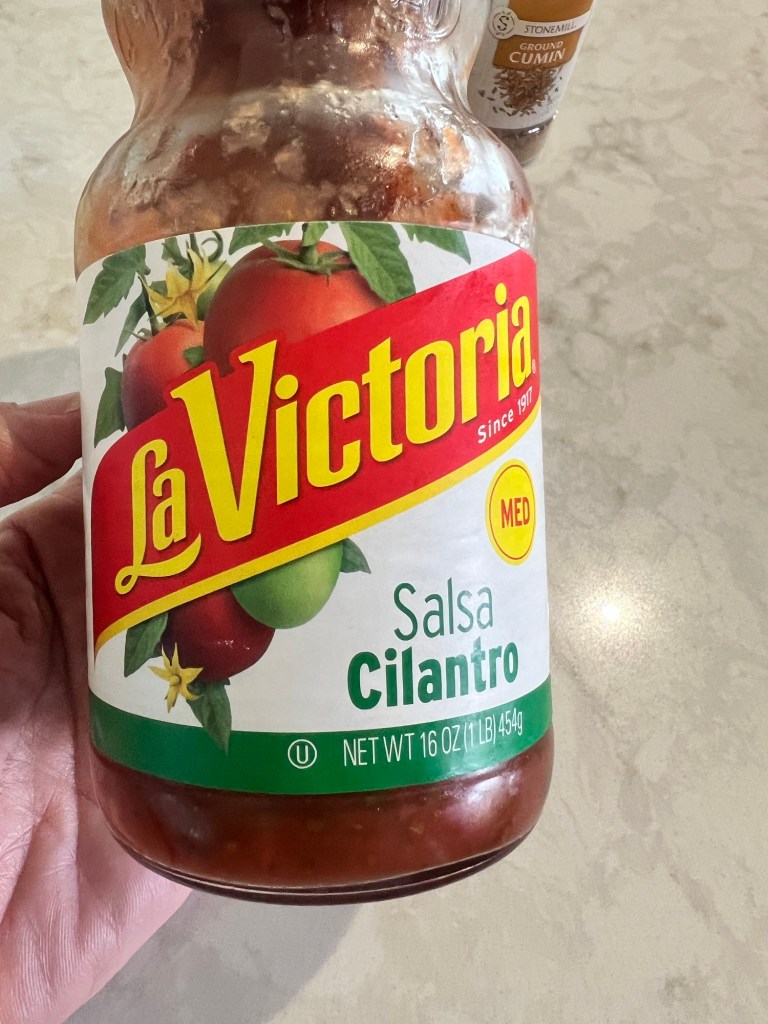 STONEMILL
GROUND
CUMIN
La Victoria®
Since 1917
MED
Salsa
Cilantro
U NET WT 16 OZ (1 LB) 454g